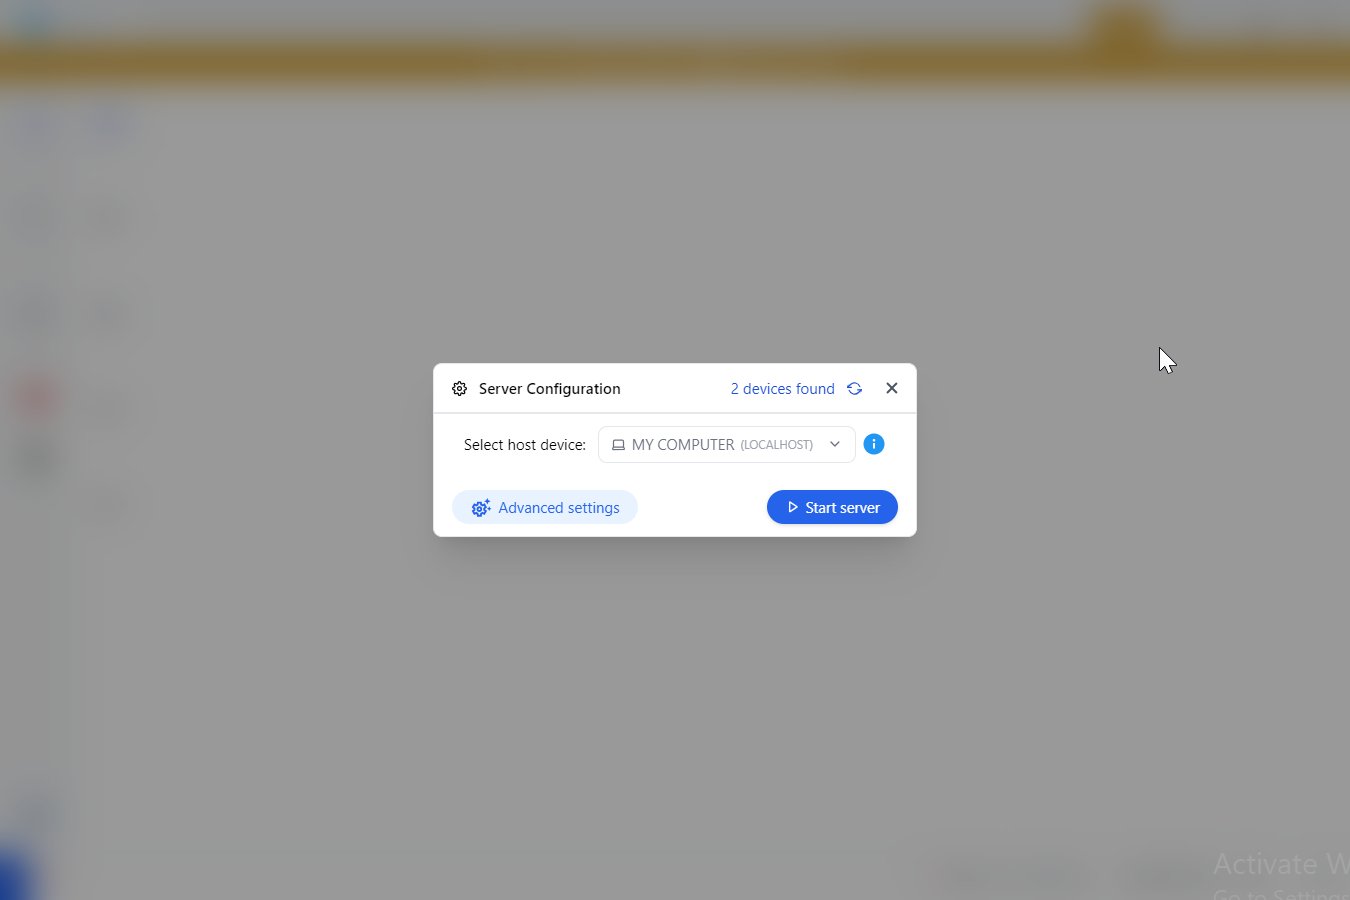 Server Configuration 2 devices found
Select host device: MY COMPUTER (LOCALHOST)
Advanced settings Start server
Activate W
Go to Settings